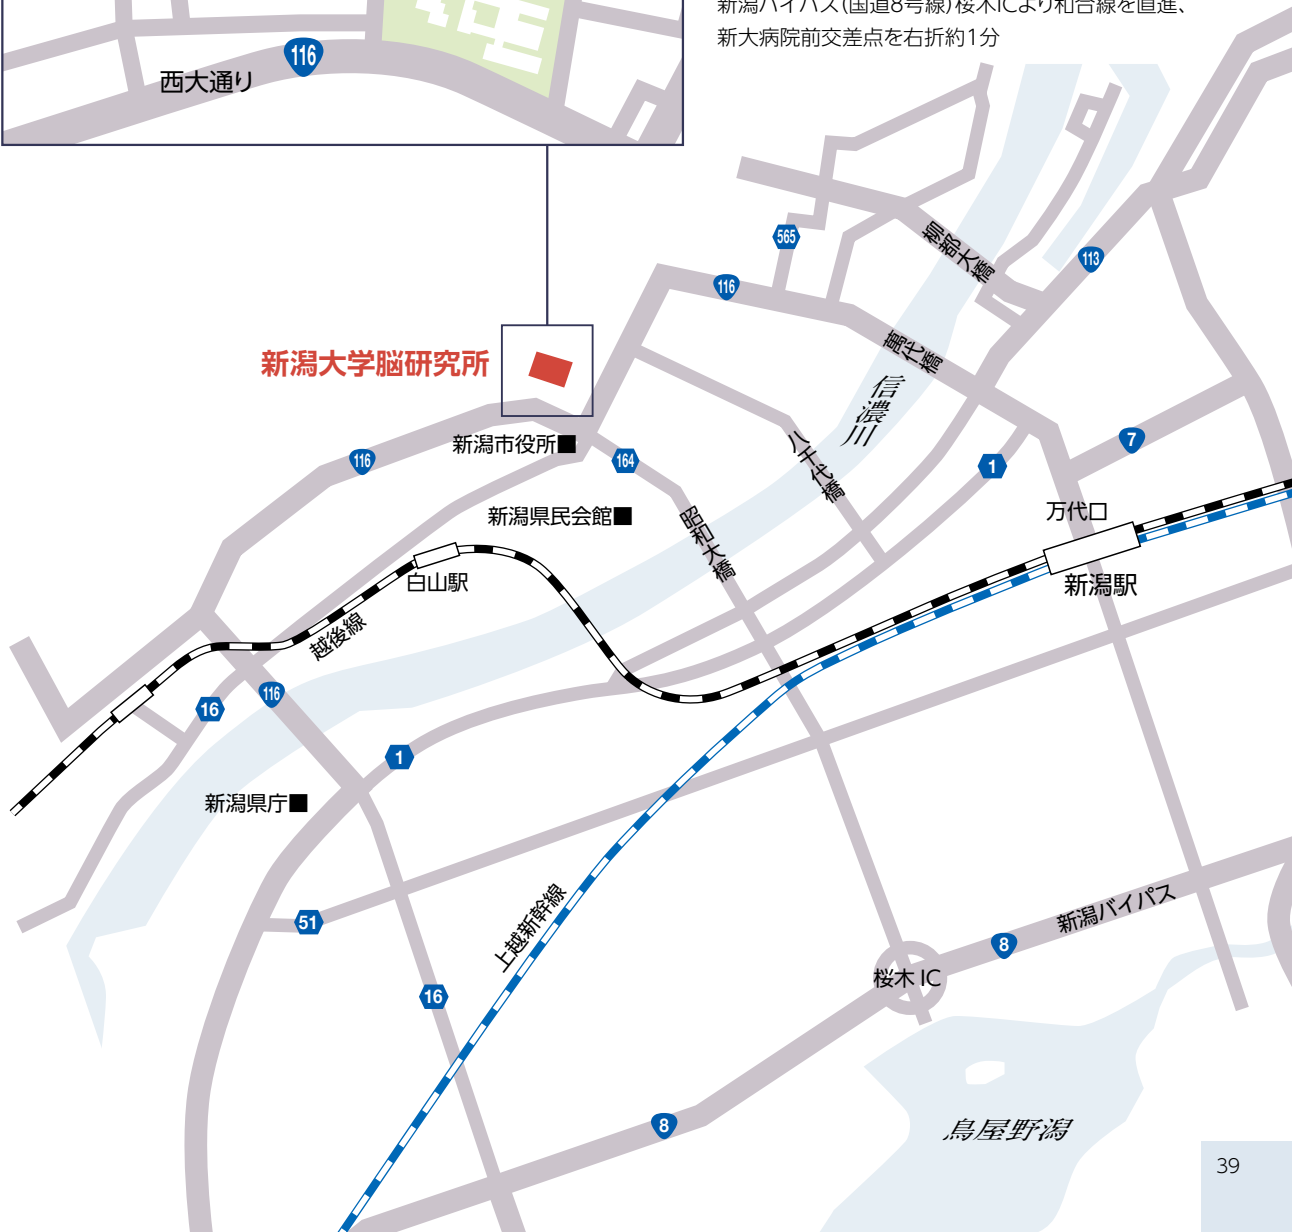 新潟バイパス(国道8号線)桜木ICより和合線を直進、
新大病院前交差点を右折約1分
116
西大通り
565
柳都大橋
113
116
萬代橋
新潟大学脳研究所
信濃川
新潟市役所■
116
164
八千代橋
7
1
新潟県民会館■
昭和大橋
万代口
新潟駅
白山駅
越後線
16
116
1
新潟県庁■
51
上越新幹線
新潟バイパス
8
桜木 IC
16
8
鳥屋野潟
39